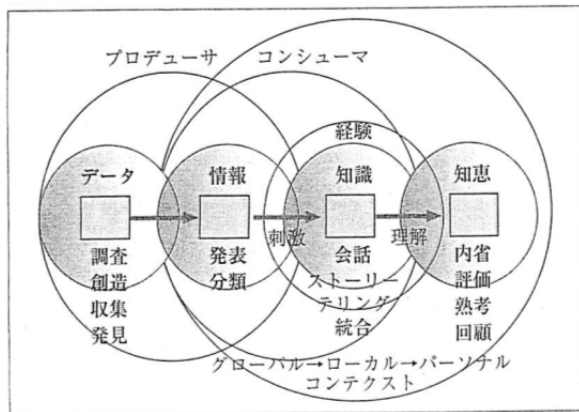 プロデューサ
コンシューマ
経験
データ
情報
知識
知恵
刺激
理解
調査
創造
収集
発見
発表
分類
会話
ストーリー
テリング
統合
内省
評価
熟考
回顧
グローバル→ローカル→パーソナル
コンテクスト